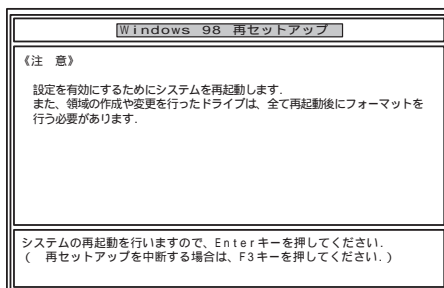 Windows 98 再セットアップ
《注 意》
設定を有効にするためにシステムを再起動します.
また、領域の作成や変更を行ったドライブは、全て再起動後にフォーマットを
行う必要があります.
システムの再起動を行いますので、Enterキーを押してください.
( 再セットアップを中断する場合は、F3キーを押してください.)